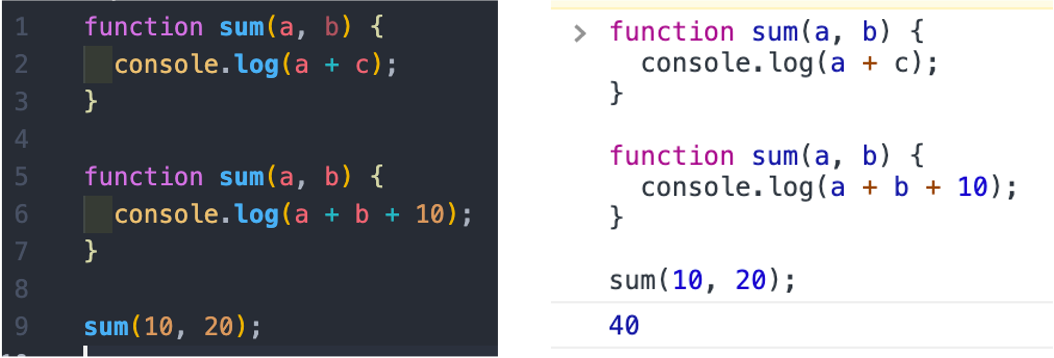 1 function sum(a, b) {
2 console.log(a + c);
3 }
4
5 function sum(a, b) {
6 console.log(a + b + 10);
7 }
8
9 sum(10, 20);
> function sum(a, b) {
console.log(a + c);
}
function sum(a, b) {
console.log(a + b + 10);
}
sum(10, 20);
40